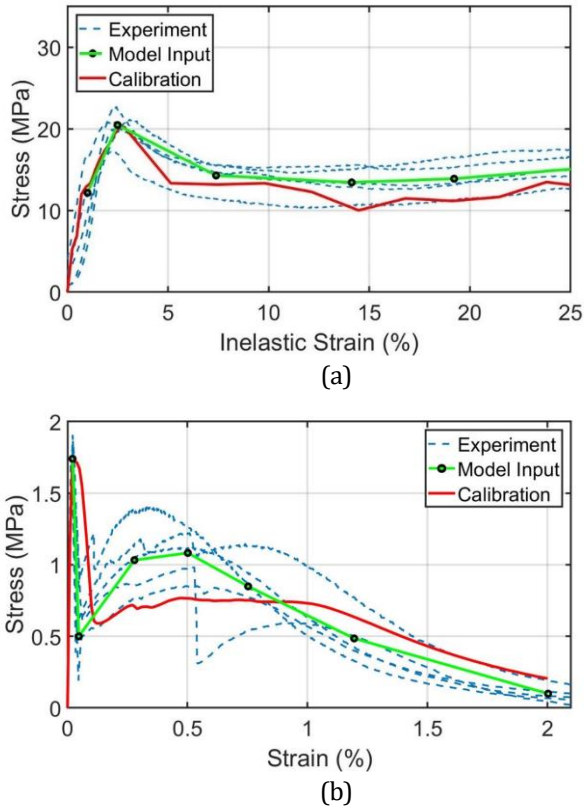 Experiment
Model Input
Calibration
Stress (MPa)
30
20
10
0
0 5 10 15 20 25
Inelastic Strain (%)
(a)
Experiment
Model Input
Calibration
Stress (MPa)
2
1.5
1
0.5
0
0 0.5 1 1.5 2
Strain (%)
(b)